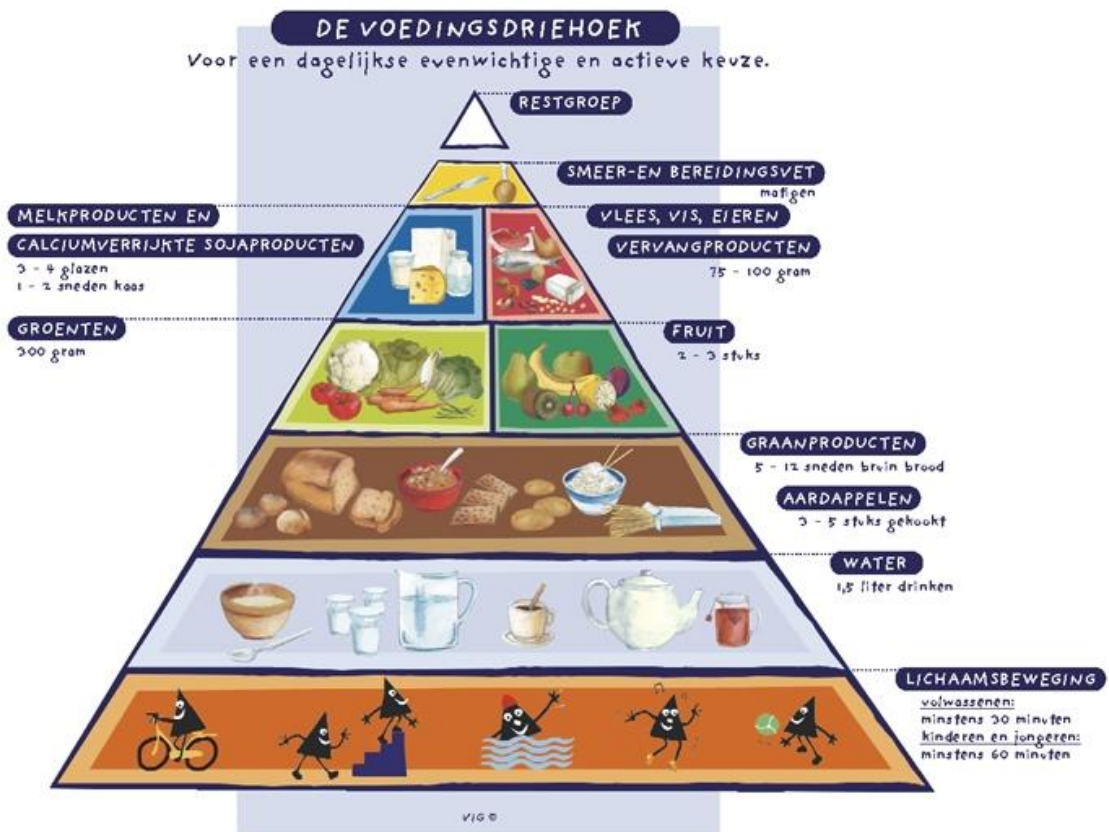 DE VOEDINGSDRIEHOEK
Voor een dagelijkse evenwichtige en actieve keuze.
RESTGROEP
SMEER-EN BEREIDINGSVET
matigen
MELKPRODUCTEN EN
CALCIUMVERRIJKTE SOJAPRODUCTEN
3 - 4 glazen
1 - 2 sneden kaas
VLEES, VIS, EIEREN
VERVANGPRODUCTEN
75 - 100 gram
GROENTEN
300 gram
FRUIT
2 - 3 stuks
GRAANPRODUCTEN
5 - 12 sneden bruin brood
AARDAPPELEN
3 - 5 stuks gekookt
WATER
1,5 liter drinken
LICHAAMSBEWEGING
volwassenen:
minstens 30 minuten
kinderen en jongeren:
minstens 60 minuten
VIG ©